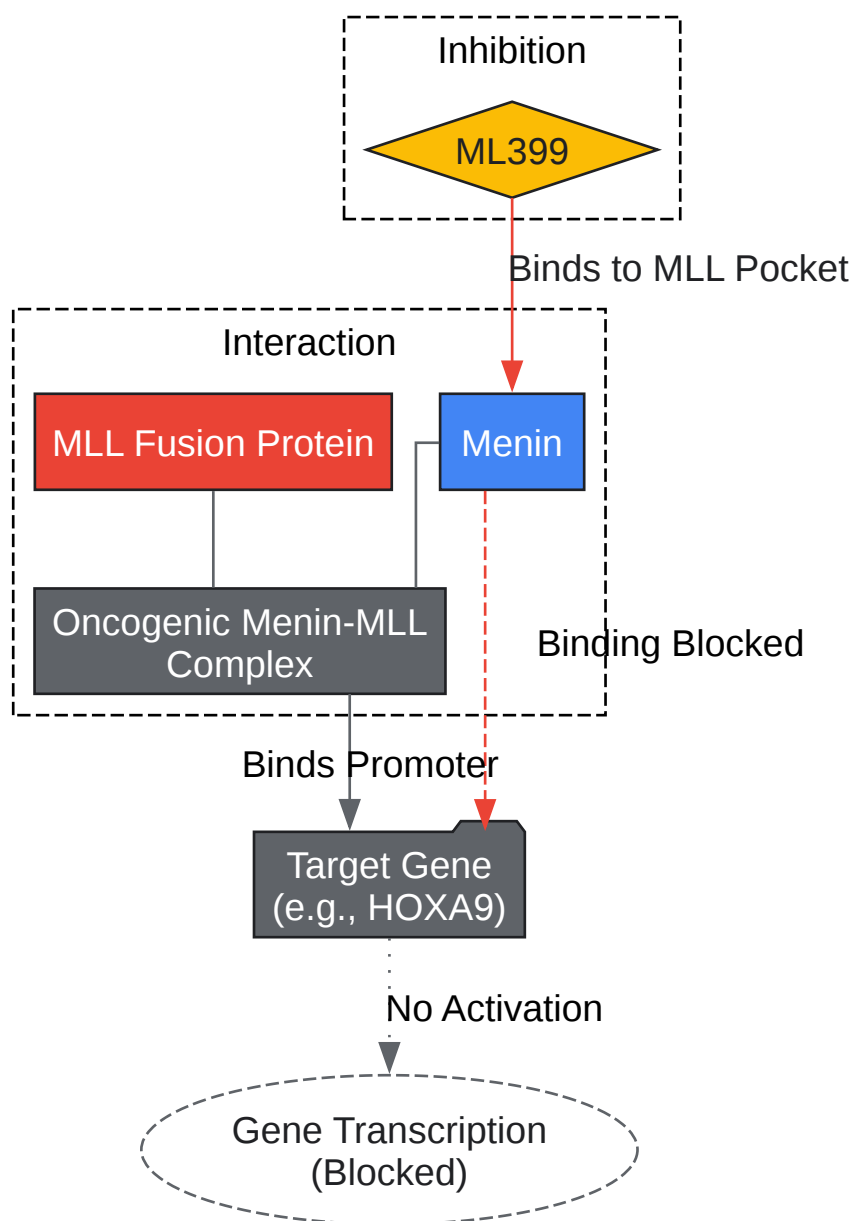 Inhibition
ML399
Binds to MLL Pocket
Interaction
MLL Fusion Protein
Menin
Oncogenic Menin-MLL
Complex
Binding Blocked
Binds Promoter
Target Gene
(e.g., HOXA9)
No Activation
Gene Transcription
(Blocked)